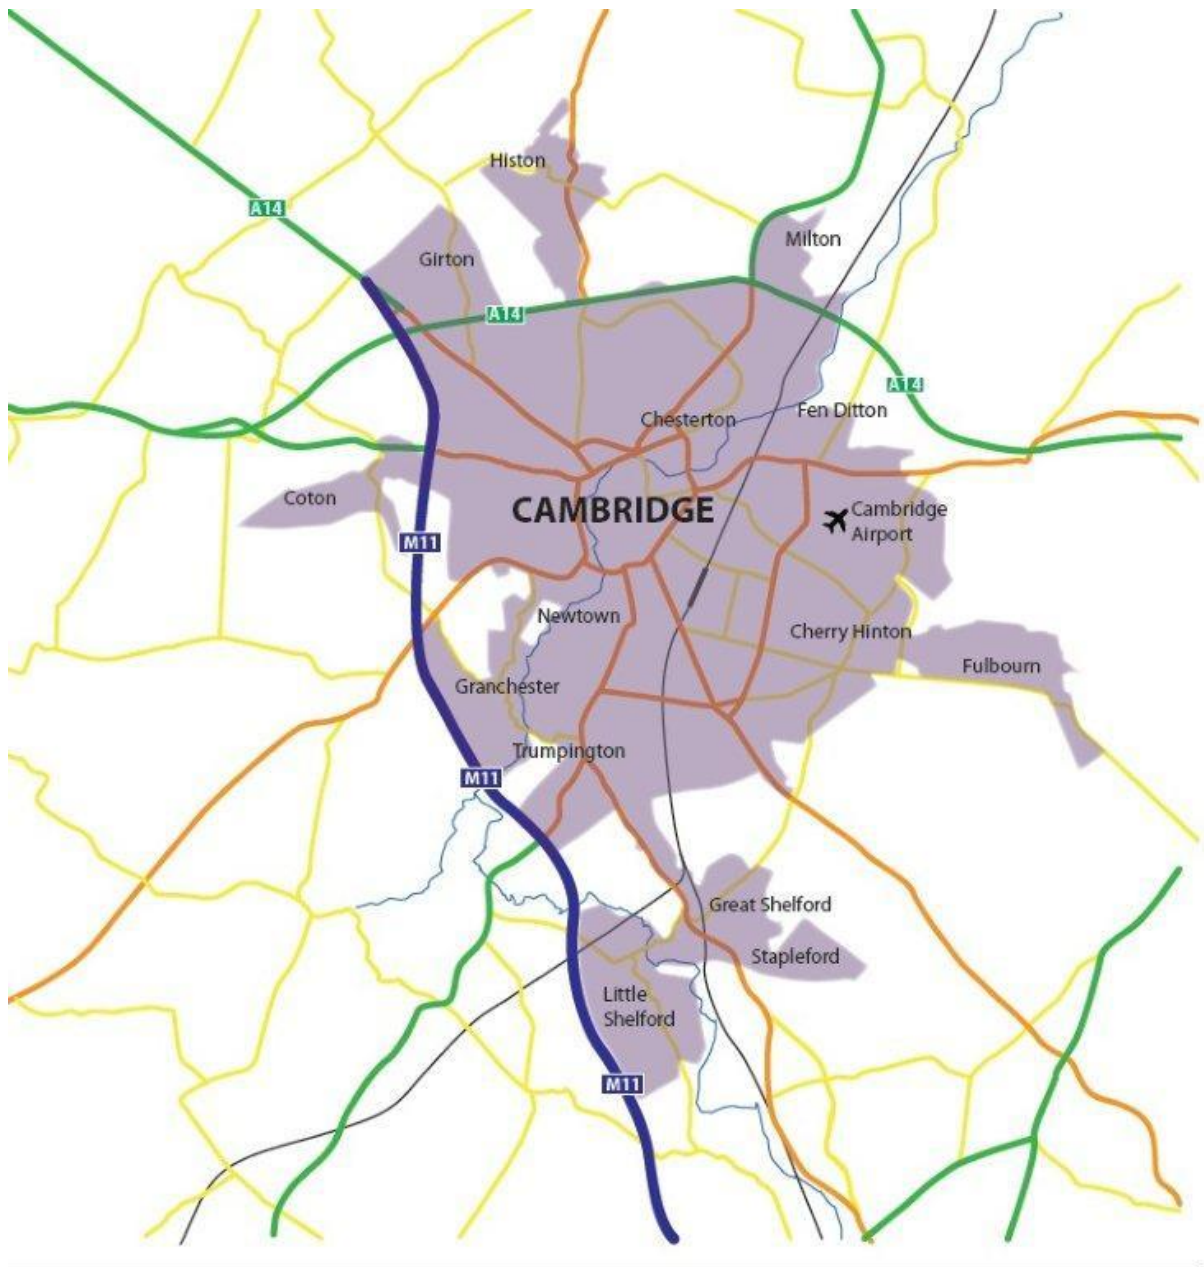 Histon
A14
Milton
Girton
A14
A14
Fen Ditton
Chesterton
Coton
CAMBRIDGE
Cambridge
Airport
M11
Newtown
Cherry Hinton
Fulbourn
Granchester
Trumpington
M11
Great Shelford
Stapleford
Little
Shelford
M11